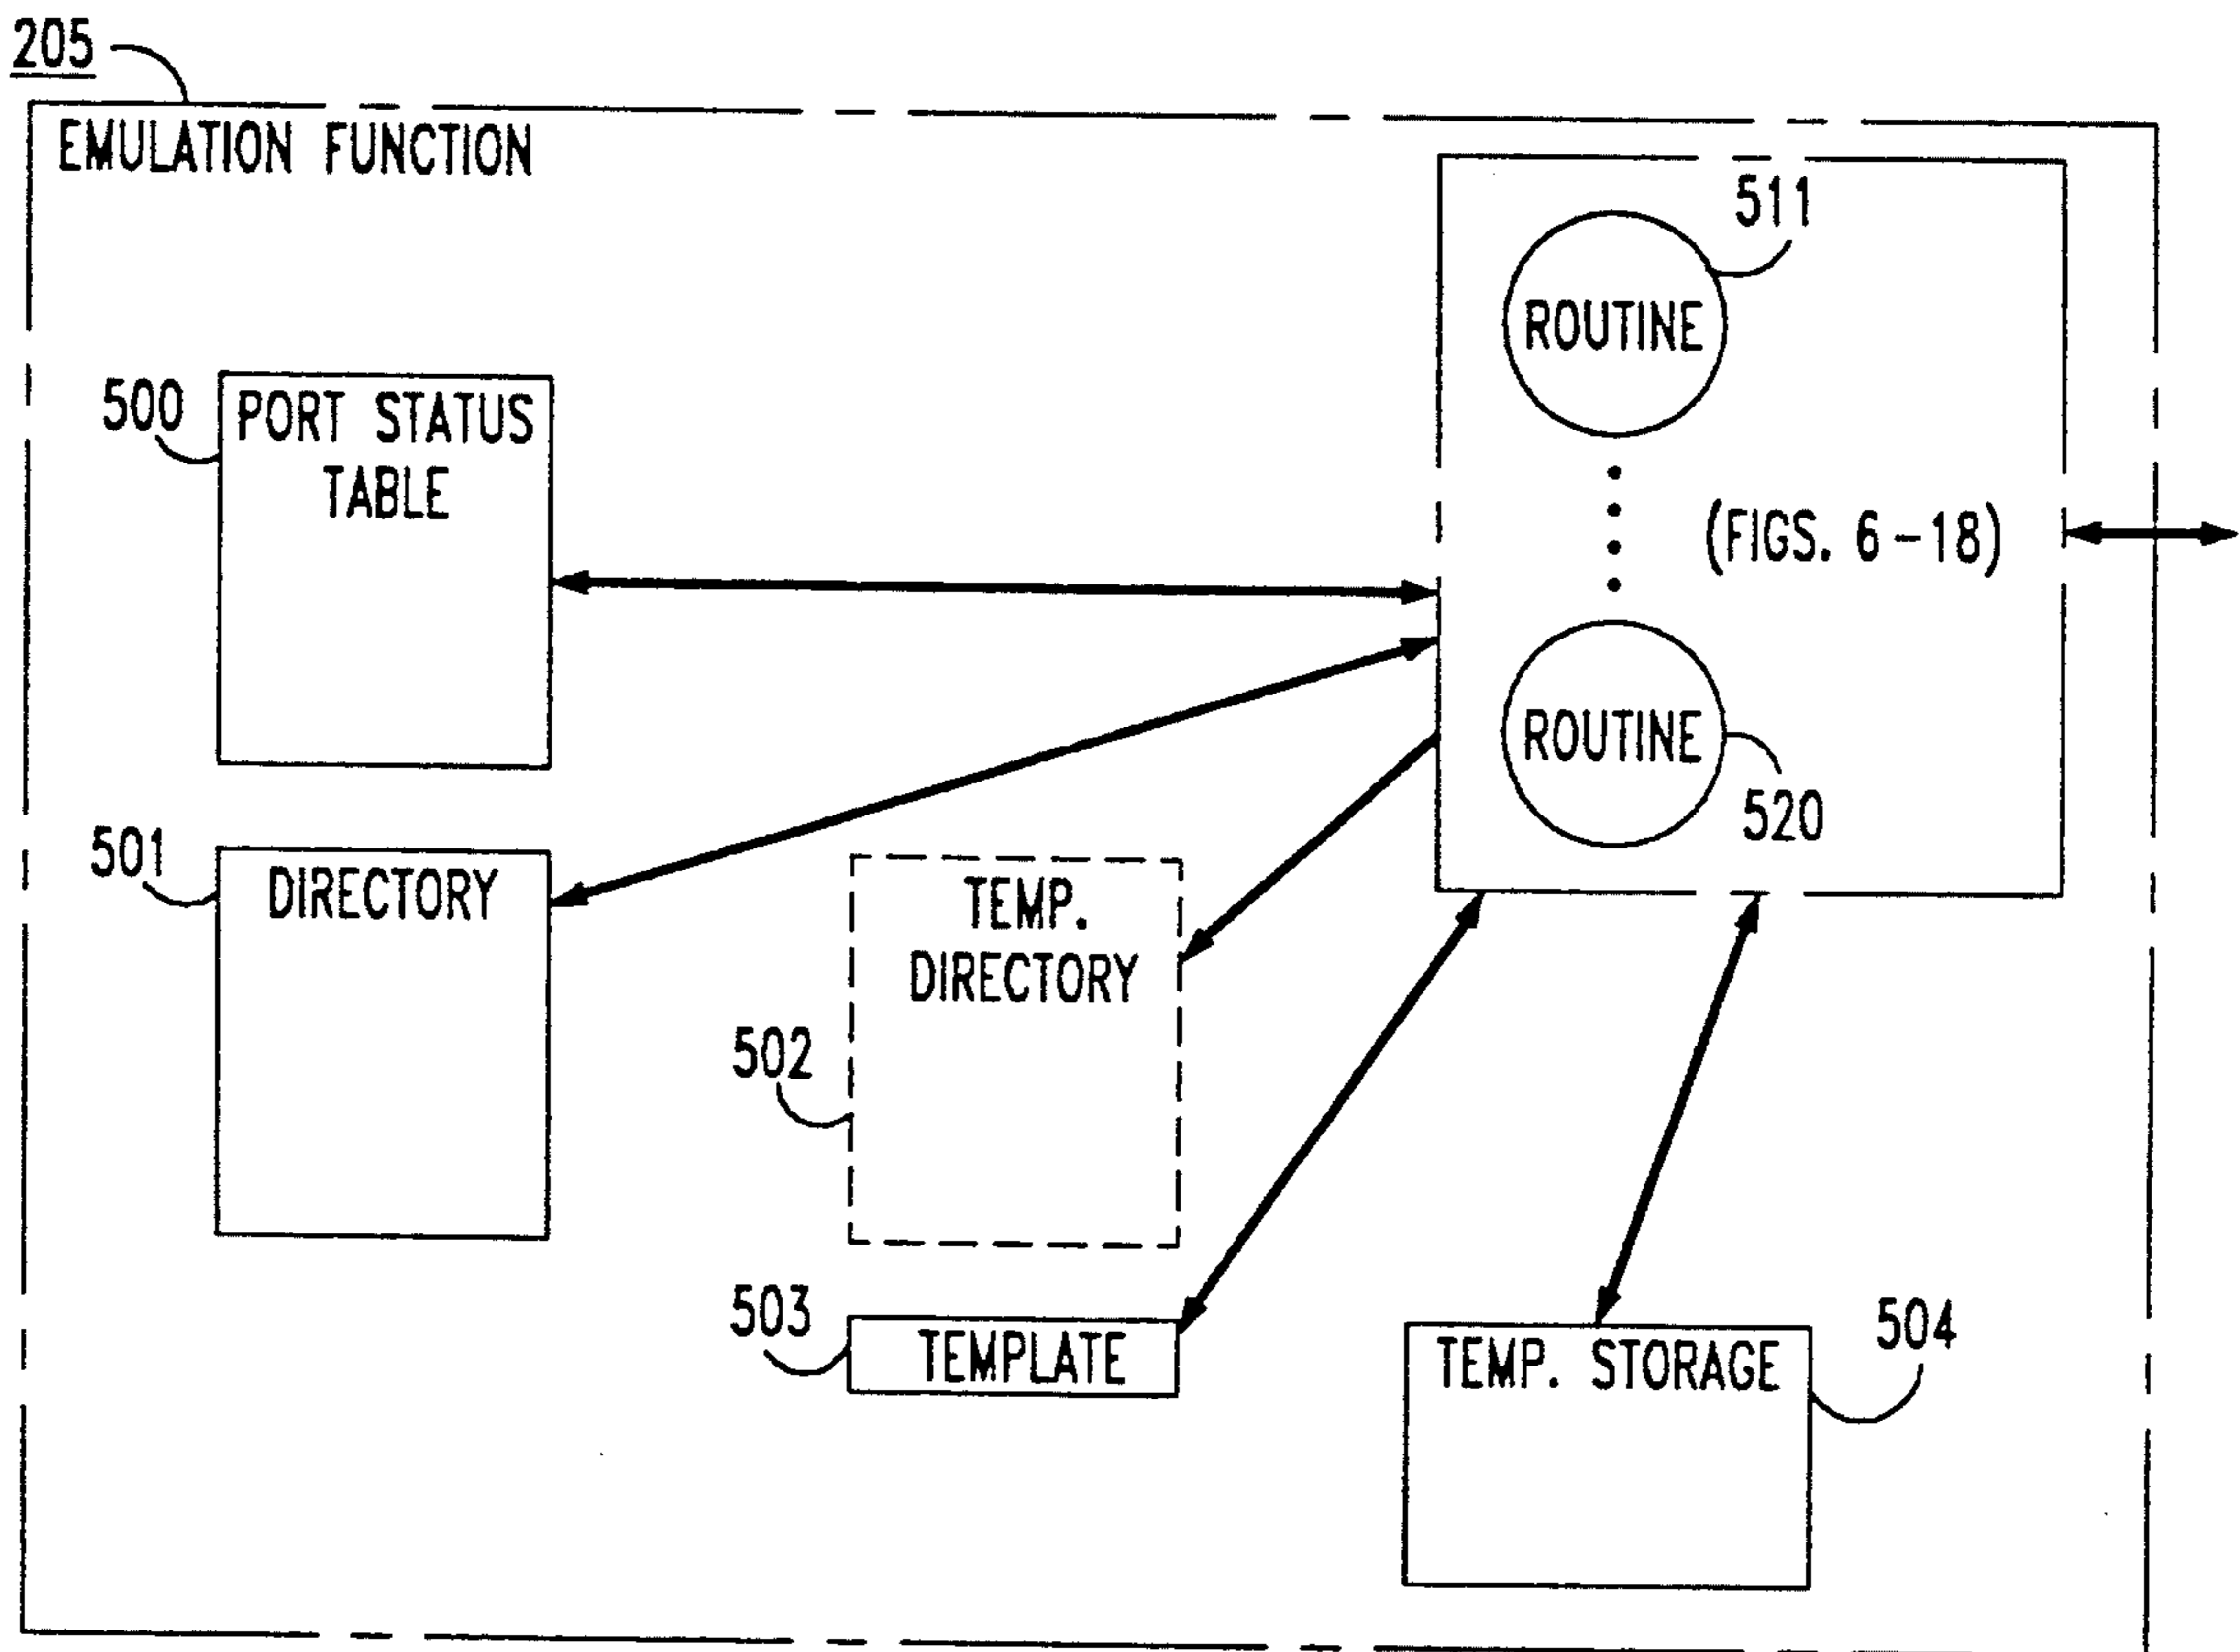 205
EMULATION FUNCTION
511
ROUTINE
500
PORT STATUS
TABLE
(FIGS. 6-18)
ROUTINE
520
501
DIRECTORY
TEMP.
DIRECTORY
502
503
TEMPLATE
504
TEMP. STORAGE